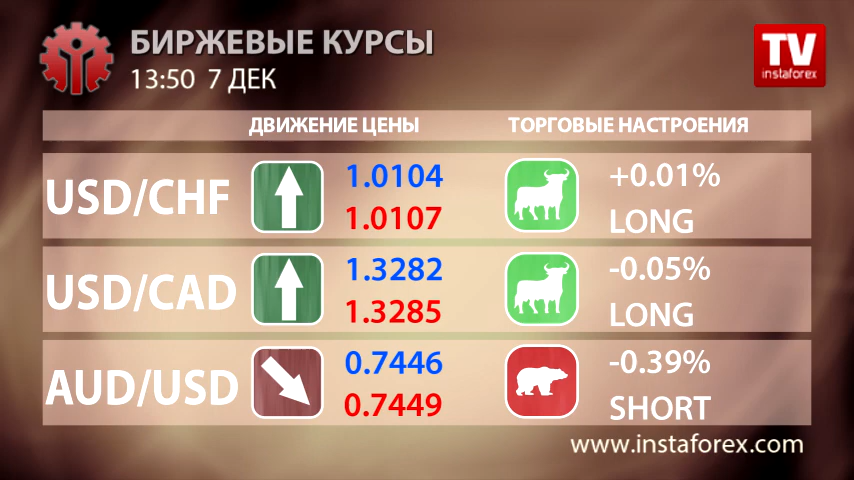 БИРЖЕВЫЕ КУРСЫ
13:50 7 ДЕК
TV
instaforex
ДВИЖЕНИЕ ЦЕНЫ ТОРГОВЫЕ НАСТРОЕНИЯ
USD/CHF
1.0104
1.0107
+0.01%
LONG
USD/CAD
1.3282
1.3285
-0.05%
LONG
AUD/USD
0.7446
0.7449
-0.39%
SHORT
www.instaforex.com